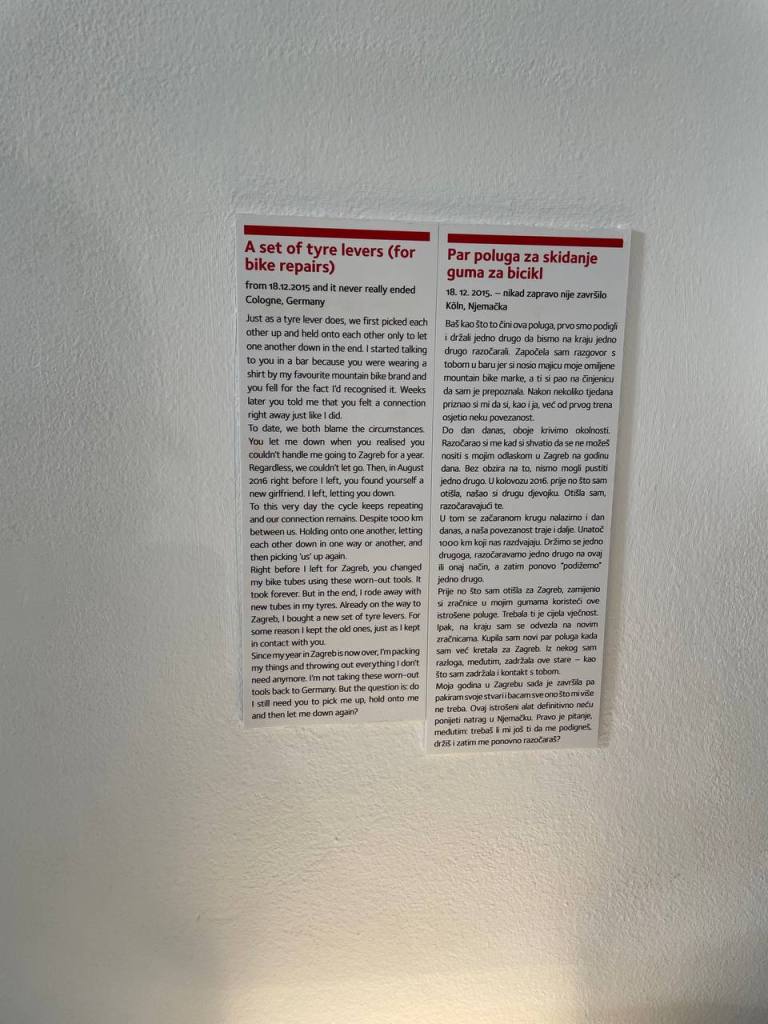 A set of tyre levers (for
bike repairs)
from 18.12.2015 and it never really ended
Cologne, Germany
Just as a tyre lever does, we first picked each
other up and held onto each other only to let
one another down in the end. I started talking
to you in a bar because you were wearing a
shirt by my favourite mountain bike brand and
you fell for the fact I'd recognised it. Weeks
later you told me that you felt a connection
right away just like I did.
To date, we both blame the circumstances.
You let me down when you realised you
couldn't handle me going to Zagreb for a year.
Regardless, we couldn't let go. Then, in August
2016 right before I left, you found yourself a
new girlfriend. I left, letting you down.
To this very day the cycle keeps repeating
and our connection remains. Despite 1000 km
between us. Holding onto one another, letting
each other down in one way or another, and
then picking 'us' up again.
Right before I left for Zagreb, you changed
my bike tubes using these worn-out tools. It
took forever. But in the end, I rode away with
new tubes in my tyres. Already on the way to
Zagreb, I bought a new set of tyre levers. For
some reason I kept the old ones, just as I kept
in contact with you.
Since my year in Zagreb is now over, I'm packing
my things and throwing out everything I don't
need anymore. I'm not taking these worn-out
tools back to Germany. But the question is: do
I still need you to pick me up, hold onto me
and then let me down again?
Par poluga za skidanje
guma za bicikl
18. 12. 2015. – nikad zapravo nije završilo
Köln, Njemačka
Baš kao što to čini ova poluga, prvo smo podigli
i držali jedno drugo da bismo na kraju jedno
drugo razočarali. Započela sam razgovor s
tobom u baru jer si nosio majicu moje omiljene
mountain bike marke, a ti si pao na činjenicu
da sam je prepoznala. Nakon nekoliko tjedana
priznao si mi da si, kao i ja, već od prvog trena
osjetio neku povezanost.
Do dan danas, oboje krivimo okolnosti.
Razočarao si me kad si shvatio da se ne možeš
nositi s mojim odlaskom u Zagreb na godinu
dana. Bez obzira na to, nismo mogli pustiti
jedno drugo. U kolovozu 2016. prije no što sam
otišla, našao si drugu djevojku. Otišla sam,
razočaravajući te.
U tom se začaranom krugu nalazimo i dan
danas, a naša povezanost traje i dalje. Unatoč
1000 km koji nas razdvajaju. Držimo se jedno
drugoga, razočaravamo jedno drugo na ovaj
ili onaj način, a zatim ponovo "podižemo"
jedno drugo.
Prije no što sam otišla za Zagreb, zamijenio
si zračnice u mojim gumama koristeći ove
istrošene poluge. Trebala ti je cijela vječnost.
Ipak, na kraju sam se odvezla na novim
zračnicama. Kupila sam novi par poluga kada
sam već kretala za Zagreb. Iz nekog sam
razloga, međutim, zadržala ove stare – kao
što sam zadržala i kontakt s tobom.
Moja godina u Zagrebu sada je završila pa
pakiram svoje stvari i bacam sve ono što mi više
ne treba. Ovaj istrošeni alat definitivno neću
ponijeti natrag u Njemačku. Pravo je pitanje,
međutim: trebaš li mi još ti da me podigneš,
držiš i zatim me ponovno razočaraš?